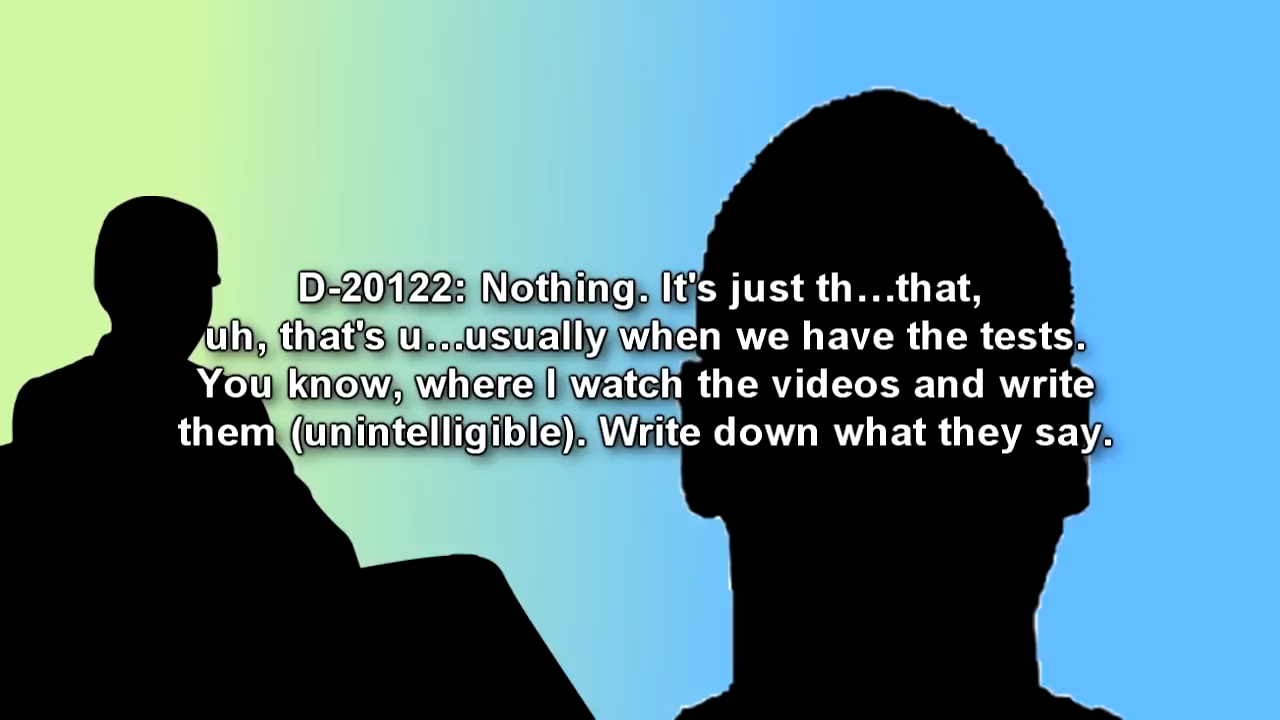 D-20122: Nothing. It's just th...that,
uh, that's u...usually when we have the tests.
You know, where I watch the videos and write
them (unintelligible). Write down what they say.